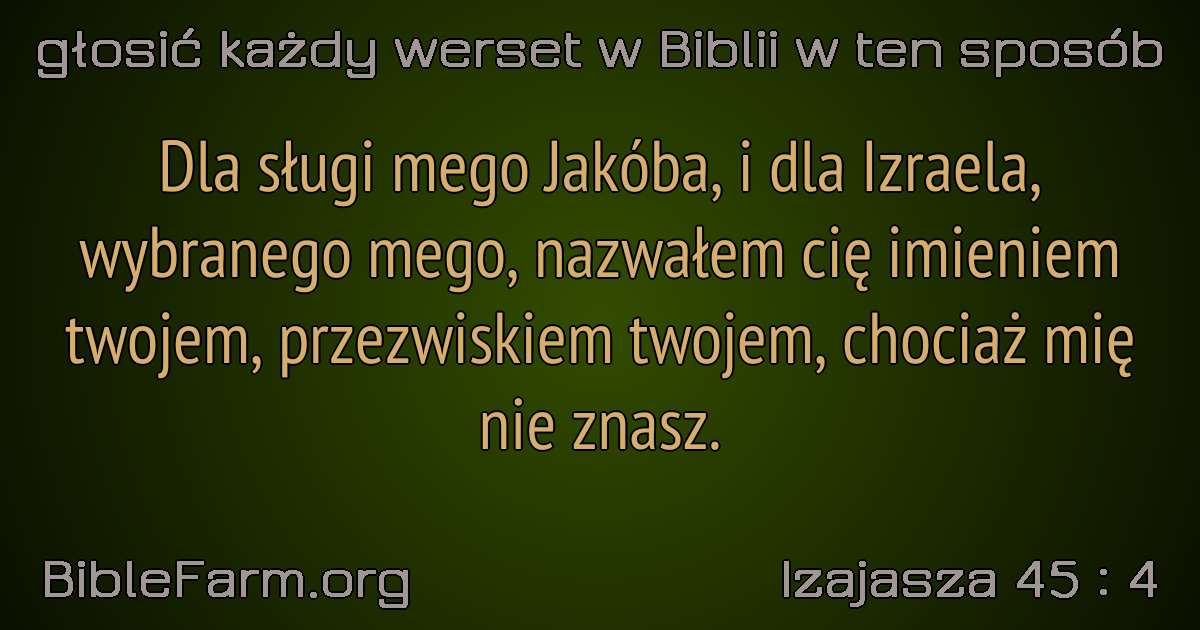 głosić każdy werset w Biblii w ten sposób
Dla sługi mego Jakóba, i dla Izraela,
wybranego mego, nazwałem cię imieniem
twojem, przezwiskiem twojem, chociaż mię
nie znasz.
BibleFarm.org
Izajasza 45 : 4